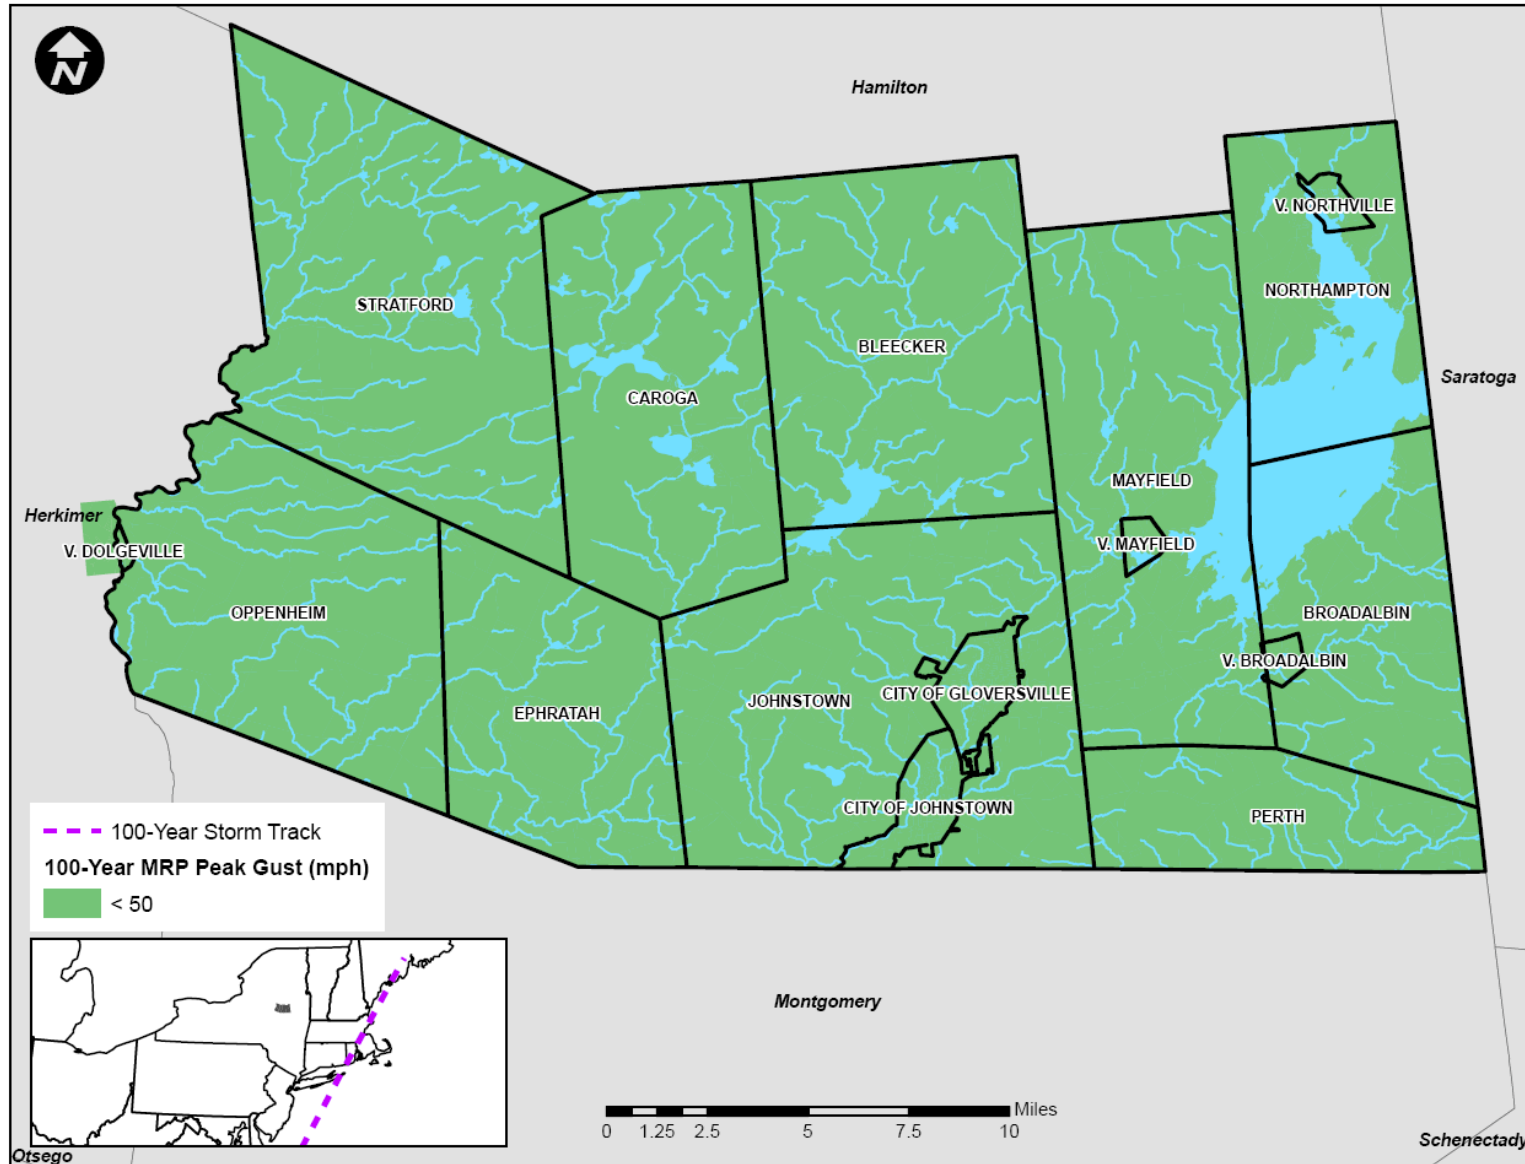 N
Hamilton
V. NORTHVILLE
NORTHAMPTON
STRATFORD
BLEECKER
Saratoga
CAROGA
MAYFIELD
Herkimer
V. DOLGEVILLE
V. MAYFIELD
OPPENHEIM
BROADALBIN
V. BROADALBIN
CITY OF GLOVERSVILLE
JOHNSTOWN
EPHRATAH
CITY OF JOHNSTOWN
PERTH
100-Year Storm Track
100-Year MRP Peak Gust (mph)
< 50
Montgomery
Miles
0 1.25 2.5 5 7.5 10
Schenectady
Otsego